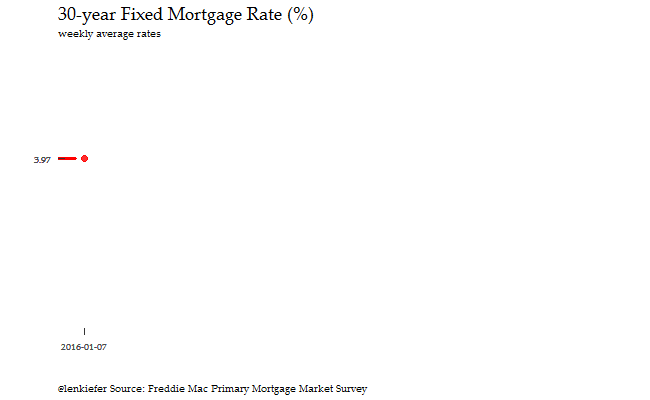 30-year Fixed Mortgage Rate (%)
weekly average rates
3.97
2016-01-07
@lenkiefer Source: Freddie Mac Primary Mortgage Market Survey